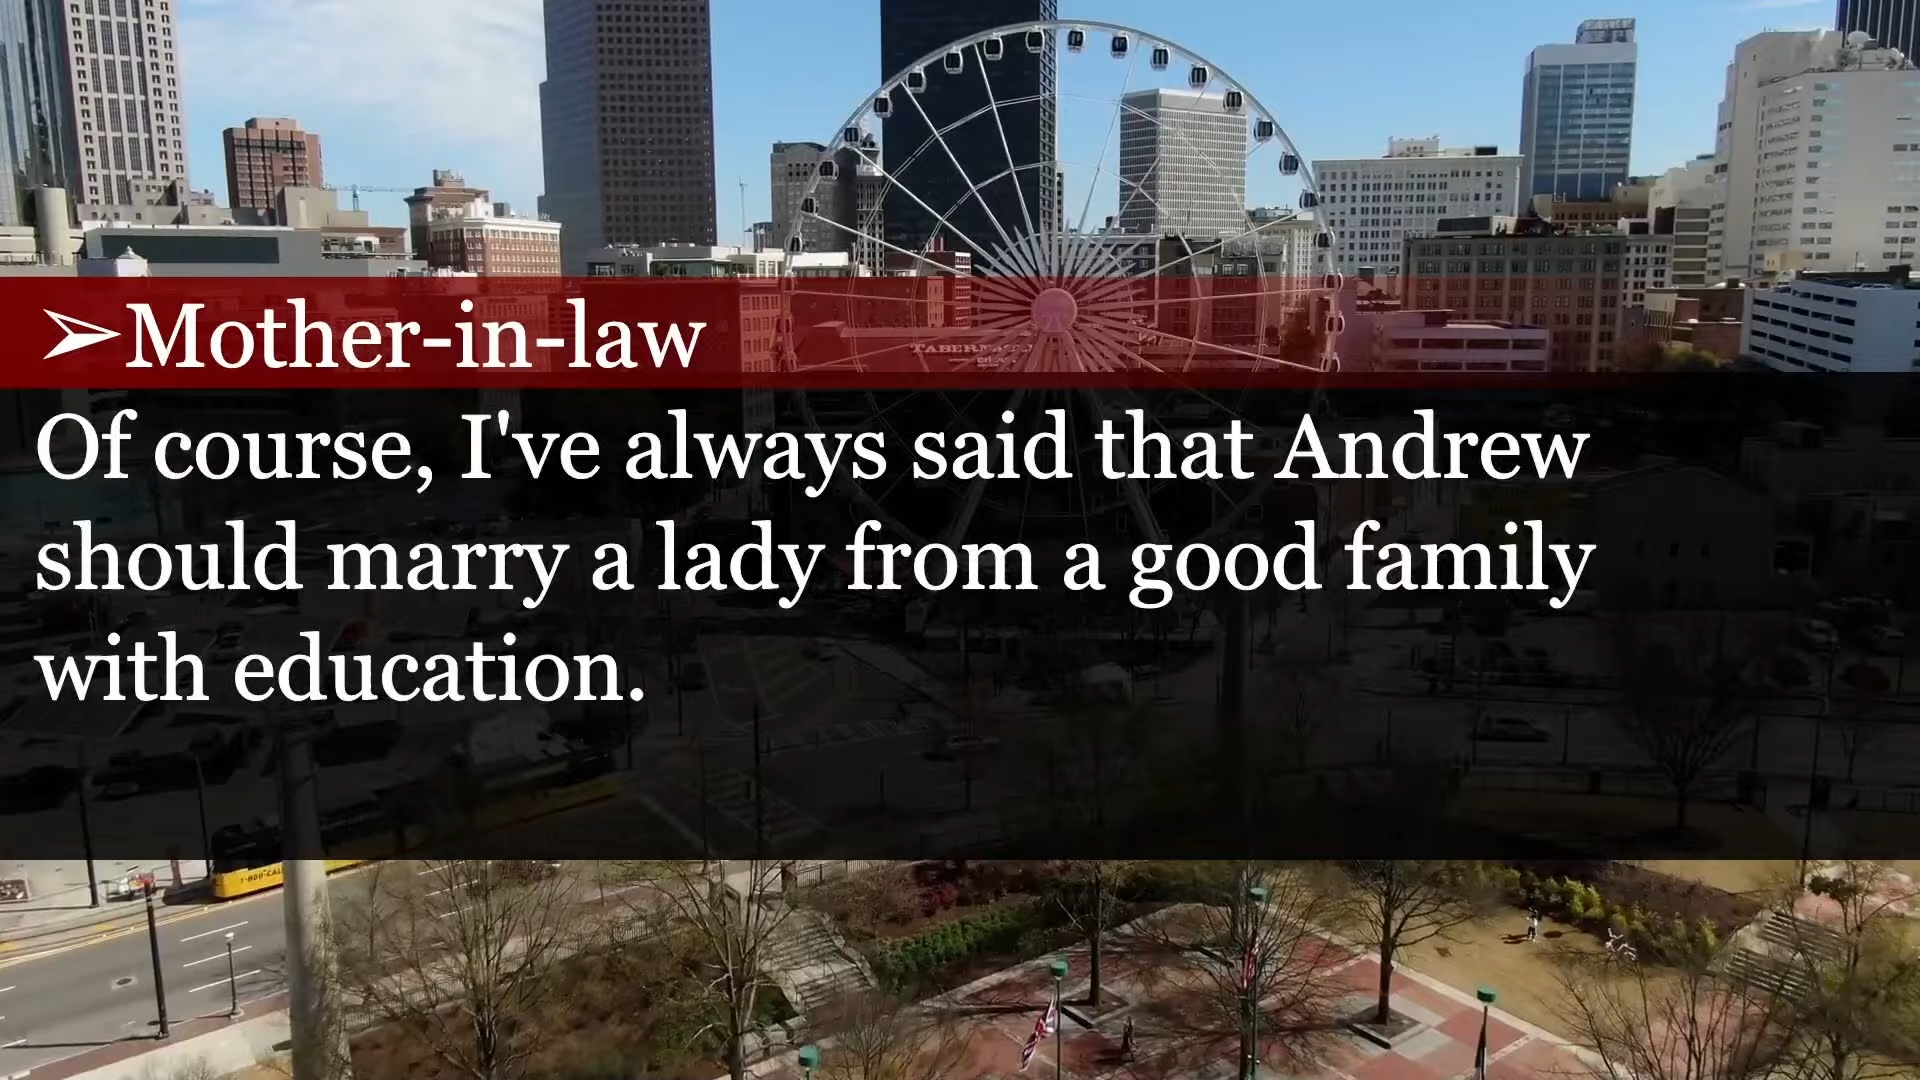 ➢Mother-in-law
Of course, I've always said that Andrew
should marry a lady from a good family
with education.